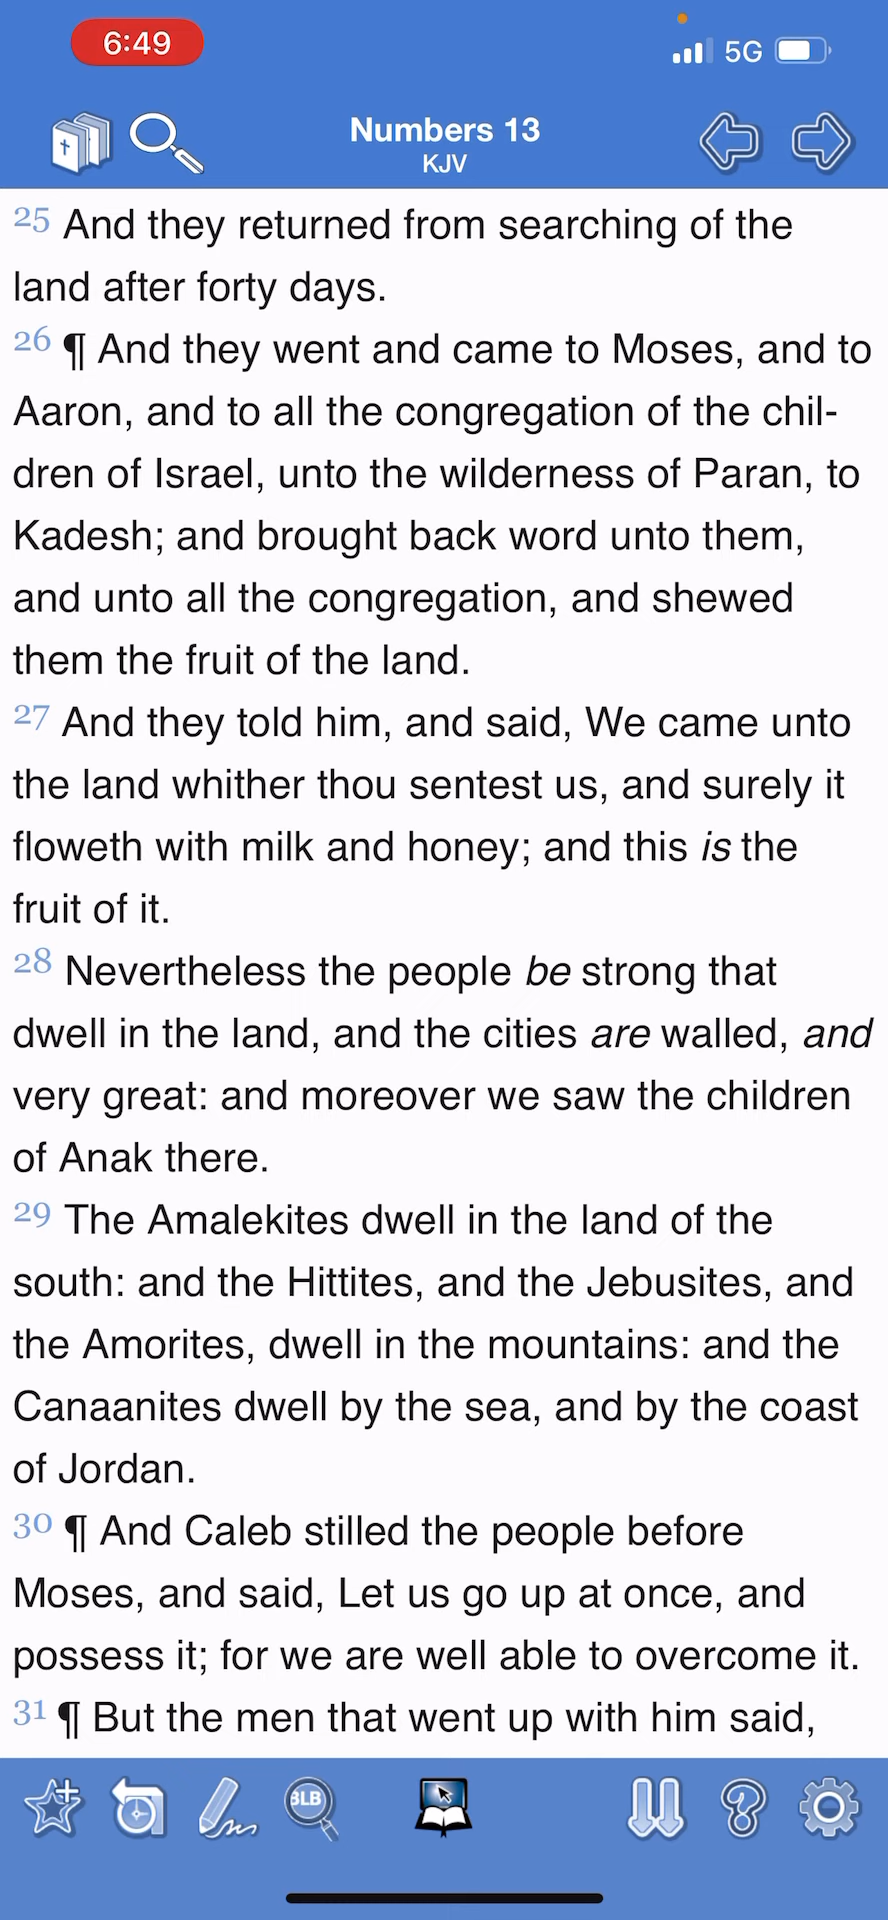 6:49
5G
Numbers 13
KJV
25 And they returned from searching of the
land after forty days.
26 ¶ And they went and came to Moses, and to
Aaron, and to all the congregation of the chil-
dren of Israel, unto the wilderness of Paran, to
Kadesh; and brought back word unto them,
and unto all the congregation, and shewed
them the fruit of the land.
27 And they told him, and said, We came unto
the land whither thou sentest us, and surely it
floweth with milk and honey; and this is the
fruit of it.
28 Nevertheless the people be strong that
dwell in the land, and the cities are walled, and
very great: and moreover we saw the children
of Anak there.
29 The Amalekites dwell in the land of the
south: and the Hittites, and the Jebusites, and
the Amorites, dwell in the mountains: and the
Canaanites dwell by the sea, and by the coast
of Jordan.
30 ¶ And Caleb stilled the people before
Moses, and said, Let us go up at once, and
possess it; for we are well able to overcome it.
31 ¶ But the men that went up with him said,
BLB